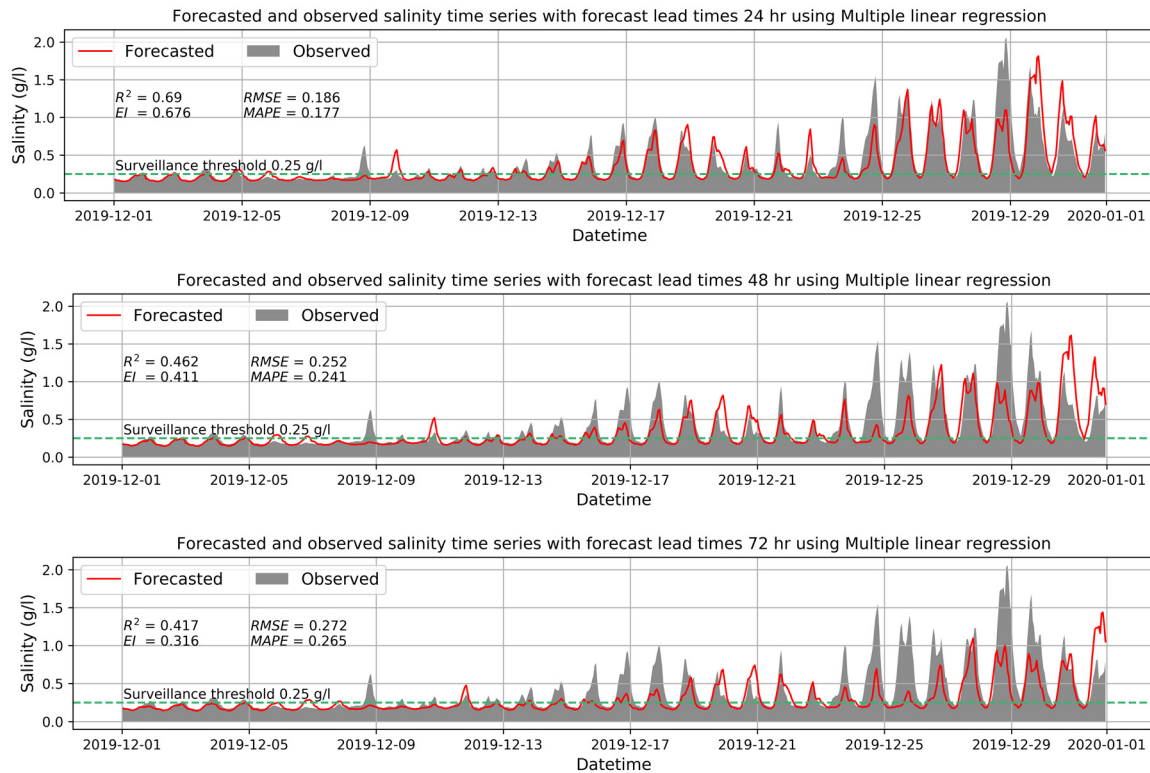 Forecasted and observed salinity time series with forecast lead times 24 hr using Multiple linear regression
Forecasted Observed
R² = 0.69 RMSE = 0.186
EI = 0.676 MAPE = 0.177
Surveillance threshold 0.25 g/l
Salinity (g/l)
2.0
1.5
1.0
0.5
0.0
2019-12-01 2019-12-05 2019-12-09 2019-12-13 2019-12-17 2019-12-21 2019-12-25 2019-12-29 2020-01-01
Datetime
Forecasted and observed salinity time series with forecast lead times 48 hr using Multiple linear regression
Forecasted Observed
R² = 0.462 RMSE = 0.252
EI = 0.411 MAPE = 0.241
Surveillance threshold 0.25 g/l
Salinity (g/l)
2.0
1.5
1.0
0.5
0.0
2019-12-01 2019-12-05 2019-12-09 2019-12-13 2019-12-17 2019-12-21 2019-12-25 2019-12-29 2020-01-01
Datetime
Forecasted and observed salinity time series with forecast lead times 72 hr using Multiple linear regression
Forecasted Observed
R² = 0.417 RMSE = 0.272
EI = 0.316 MAPE = 0.265
Surveillance threshold 0.25 g/l
Salinity (g/l)
2.0
1.5
1.0
0.5
0.0
2019-12-01 2019-12-05 2019-12-09 2019-12-13 2019-12-17 2019-12-21 2019-12-25 2019-12-29 2020-01-01
Datetime